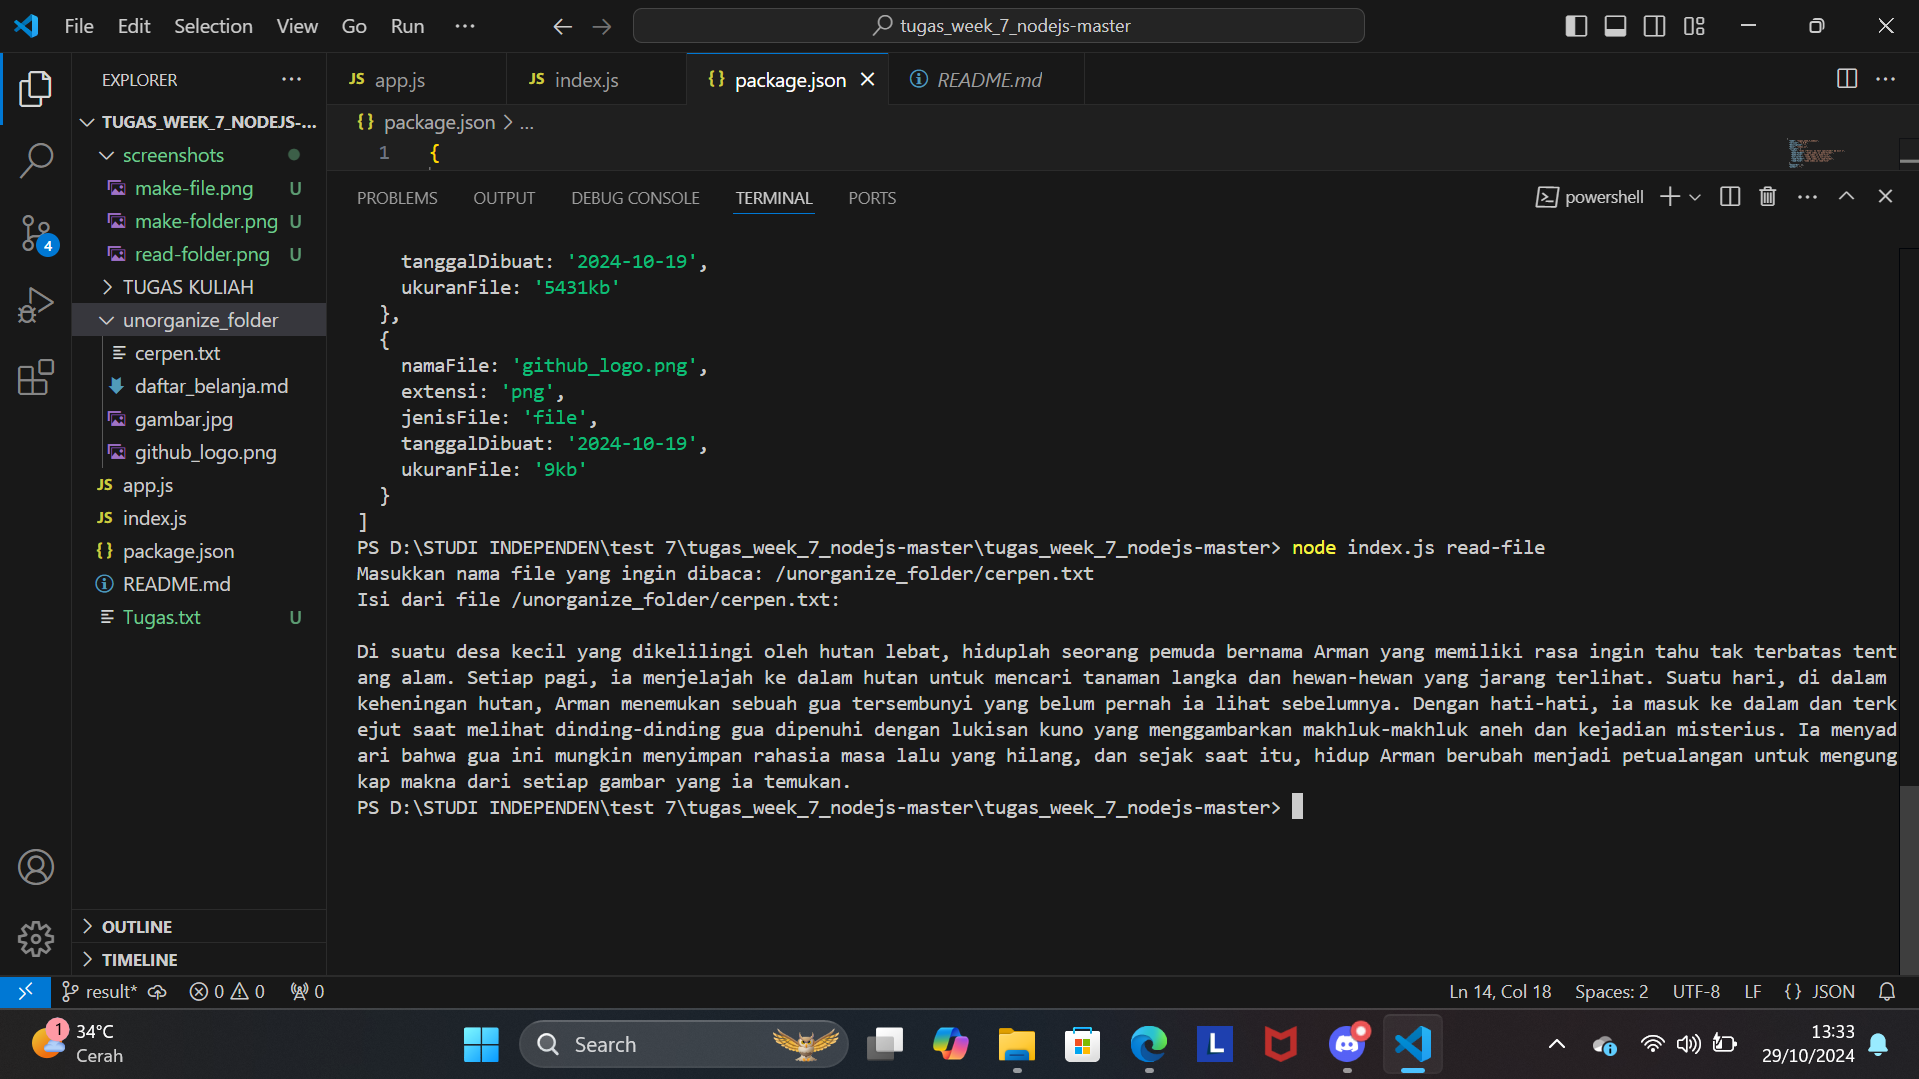 File Edit Selection View Go Run ...
tugas_week_7_nodejs-master
EXPLORER ...
TUGAS_WEEK_7_NODEJS-...
screenshots
make-file.png U
make-folder.png U
read-folder.png U
TUGAS KULIAH
unorganize_folder
cerpen.txt
daftar_belanja.md
gambar.jpg
github_logo.png
JS app.js
JS index.js
{} package.json
README.md
Tugas.txt U
OUTLINE
TIMELINE
4
JS app.js
JS index.js
{} package.json
README.md
{} package.json > ...
1 {
PROBLEMS OUTPUT DEBUG CONSOLE TERMINAL PORTS
powershell
tanggalDibuat: '2024-10-19',
ukuranFile: '5431kb'
},
{
namaFile: 'github_logo.png',
extensi: 'png',
jenisFile: 'file',
tanggalDibuat: '2024-10-19',
ukuranFile: '9kb'
}
]
PS D:\STUDI INDEPENDEN\test 7\tugas_week_7_nodejs-master\tugas_week_7_nodejs-master> node index.js read-file
Masukkan nama file yang ingin dibaca: /unorganize_folder/cerpen.txt
Isi dari file /unorganize_folder/cerpen.txt:
Di suatu desa kecil yang dikelilingi oleh hutan lebat, hiduplah seorang pemuda bernama Arman yang memiliki rasa ingin tahu tak terbatas tent
ang alam. Setiap pagi, ia menjelajah ke dalam hutan untuk mencari tanaman langka dan hewan-hewan yang jarang terlihat. Suatu hari, di dalam
keheningan hutan, Arman menemukan sebuah gua tersembunyi yang belum pernah ia lihat sebelumnya. Dengan hati-hati, ia masuk ke dalam dan terk
ejut saat melihat dinding-dinding gua dipenuhi dengan lukisan kuno yang menggambarkan makhluk-makhluk aneh dan kejadian misterius. Ia menyad
ari bahwa gua ini mungkin menyimpan rahasia masa lalu yang hilang, dan sejak saat itu, hidup Arman berubah menjadi petualangan untuk mengung
kap makna dari setiap gambar yang ia temukan.
PS D:\STUDI INDEPENDEN\test 7\tugas_week_7_nodejs-master\tugas_week_7_nodejs-master>
result* 0 0 0
Ln 14, Col 18 Spaces: 2 UTF-8 LF {} JSON
1
34°C
Cerah
Search
L
13:33
29/10/2024